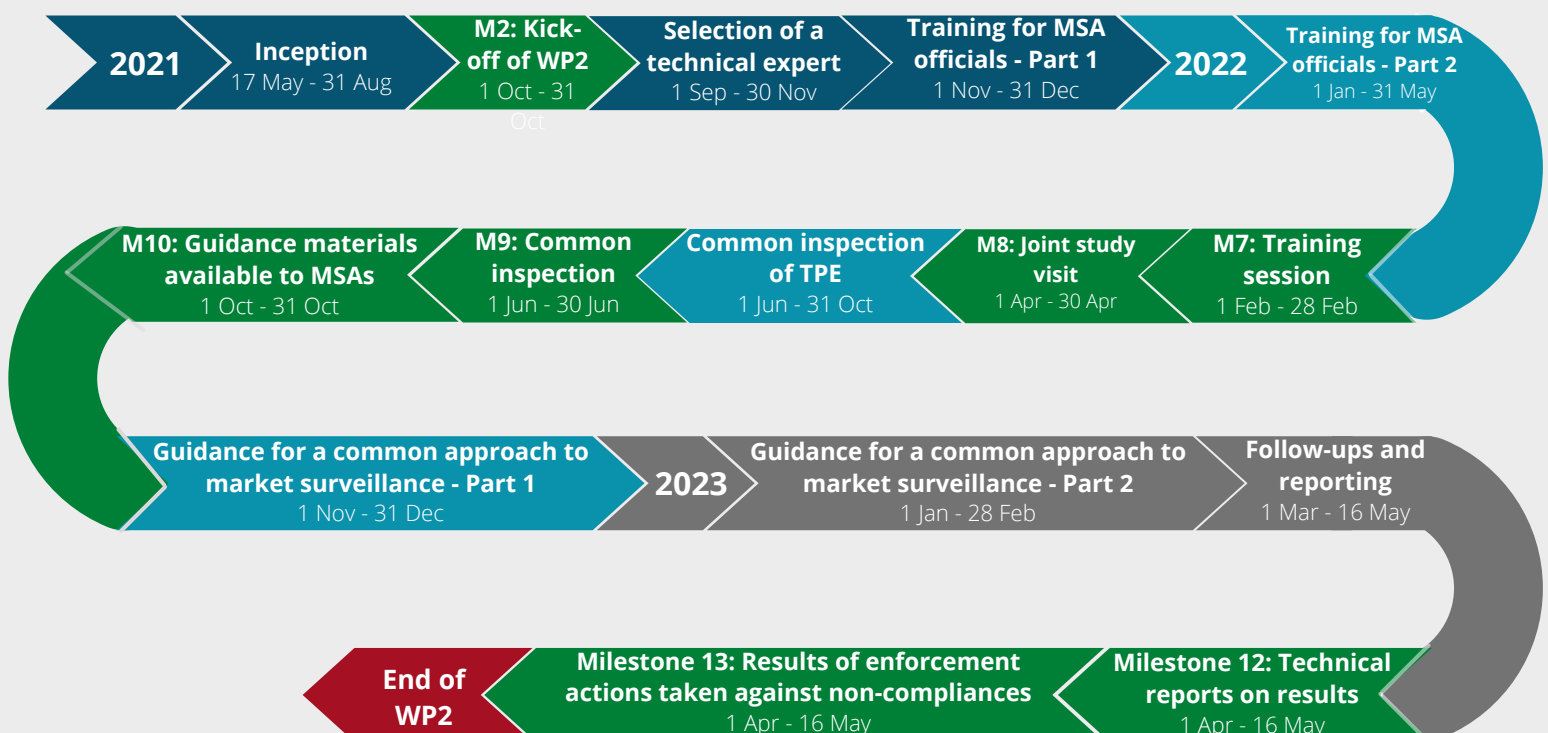 2021
Inception
17 May - 31 Aug
M2: Kick-
off of WP2
1 Oct - 31
Oct
Selection of a
technical expert
1 Sep - 30 Nov
Training for MSA
officials - Part 1
1 Nov - 31 Dec
2022
Training for MSA
officials - Part 2
1 Jan - 31 May
M7: Training
session
1 Feb - 28 Feb
M8: Joint study
visit
1 Apr - 30 Apr
Common inspection
of TPE
1 Jun - 31 Oct
M9: Common
inspection
1 Jun - 30 Jun
M10: Guidance materials
available to MSAs
1 Oct - 31 Oct
Guidance for a common approach to
market surveillance - Part 1
1 Nov - 31 Dec
2023
Guidance for a common approach to
market surveillance - Part 2
1 Jan - 28 Feb
Follow-ups and
reporting
1 Mar - 16 May
Milestone 12: Technical
reports on results
1 Apr - 16 May
Milestone 13: Results of enforcement
actions taken against non-compliances
1 Apr - 16 May
End of
WP2